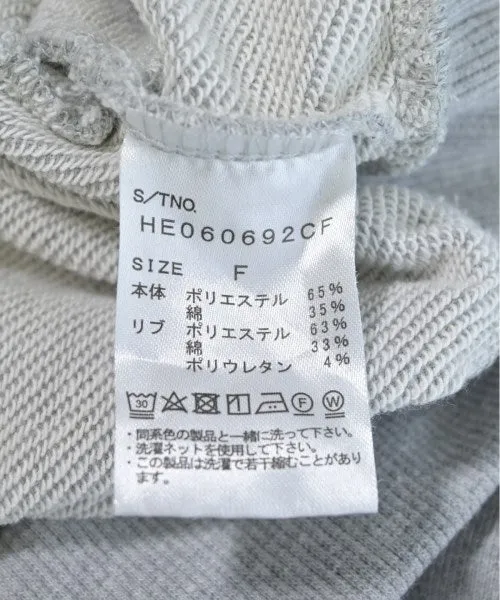 S/TNO.
HE060692CF
SIZE F
本体 ポリエステル 65%
綿 35%
リブ ポリエステル 63%
綿 33%
ポリウレタン 4%
30 F W
・同系色の製品と一緒に洗って下さい。
・洗濯ネットを使用して下さい。
・この製品は洗濯で若干縮むことがあり
ます。